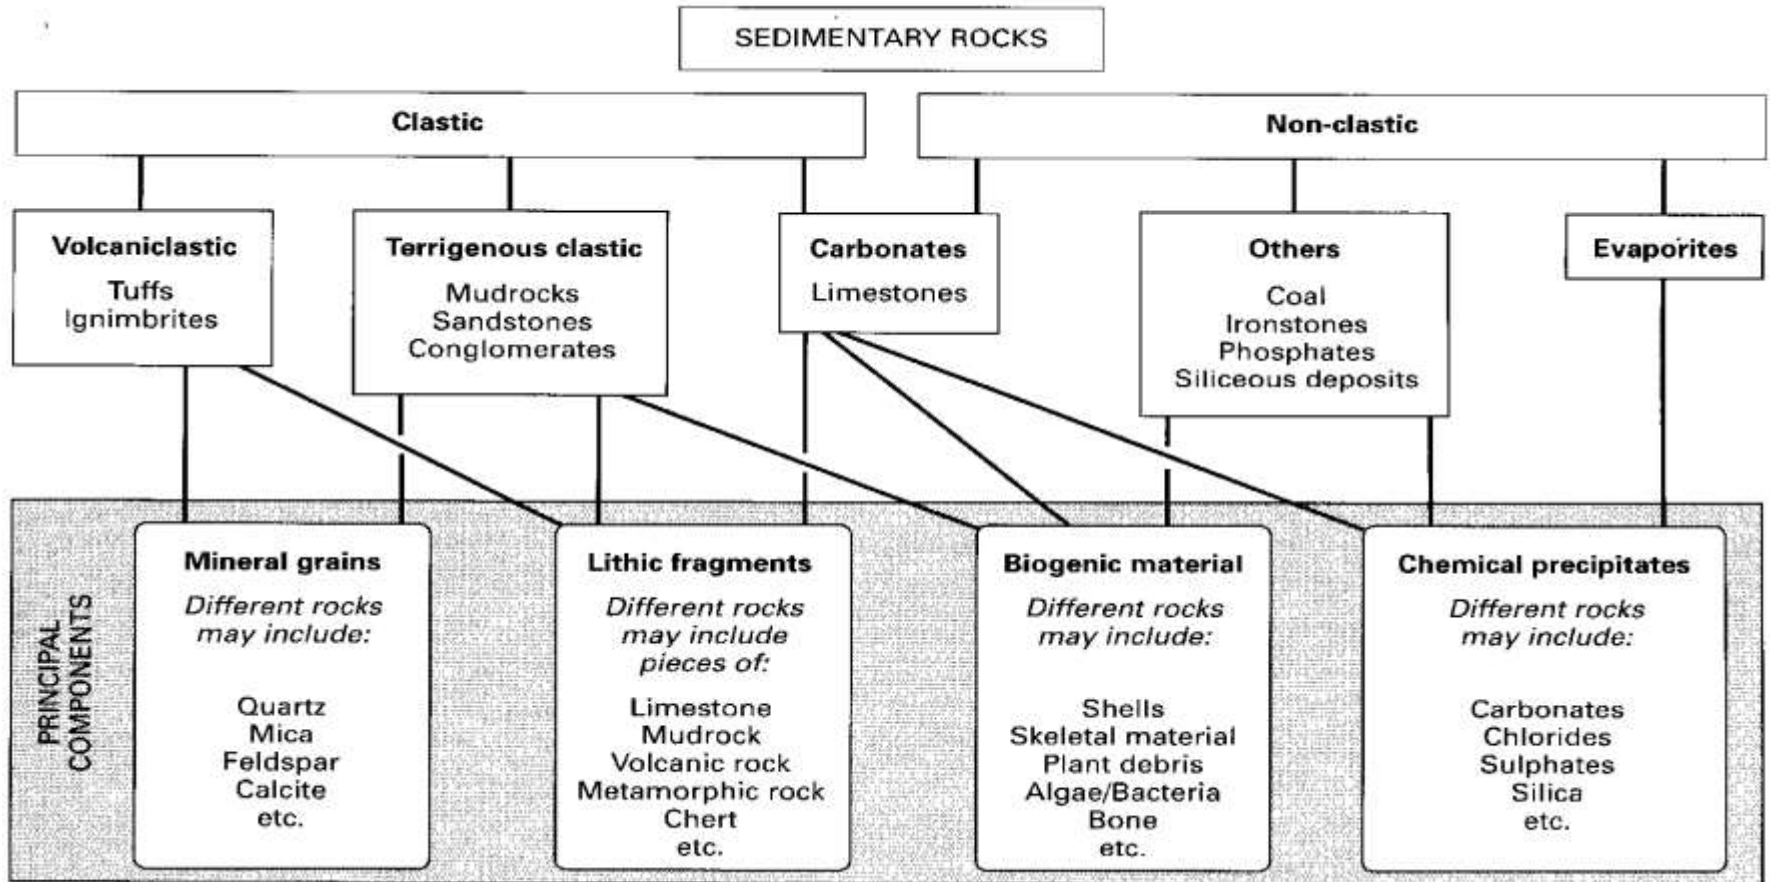 SEDIMENTARY ROCKS
Clastic
Non-clastic
Volcaniclastic
Tuffs
Ignimbrites
Terrigenous clastic
Mudrocks
Sandstones
Conglomerates
Carbonates
Limestones
Others
Coal
Ironstones
Phosphates
Siliceous deposits
Evaporites
PRINCIPAL
COMPONENTS
Mineral grains
Different rocks
may include:
Quartz
Mica
Feldspar
Calcite
etc.
Lithic fragments
Different rocks
may include
pieces of:
Limestone
Mudrock
Volcanic rock
Metamorphic rock
Chert
etc.
Biogenic material
Different rocks
may include:
Shells
Skeletal material
Plant debris
Algae/Bacteria
Bone
etc.
Chemical precipitates
Different rocks
may include:
Carbonates
Chlorides
Sulphates
Silica
etc.